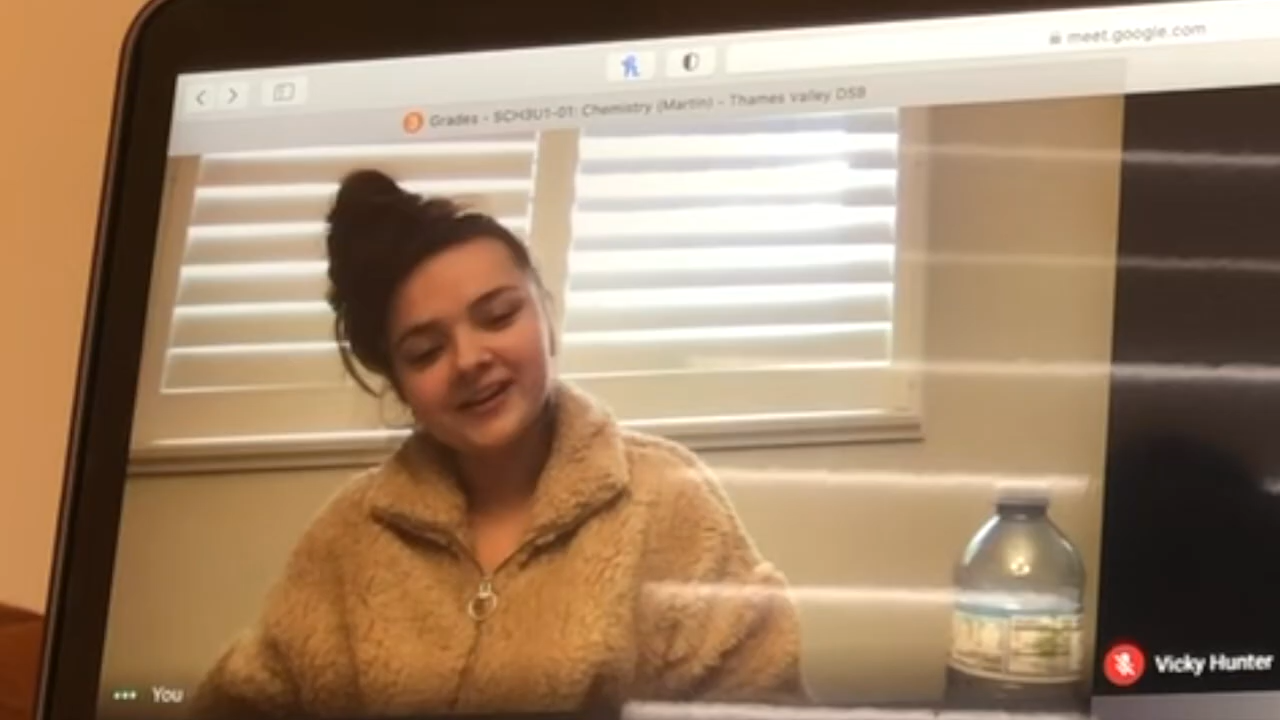 meet.google.com
Grades - SCH3U1-01: Chemistry (Martin) - Thames Valley DSB
You
Vicky Hunter